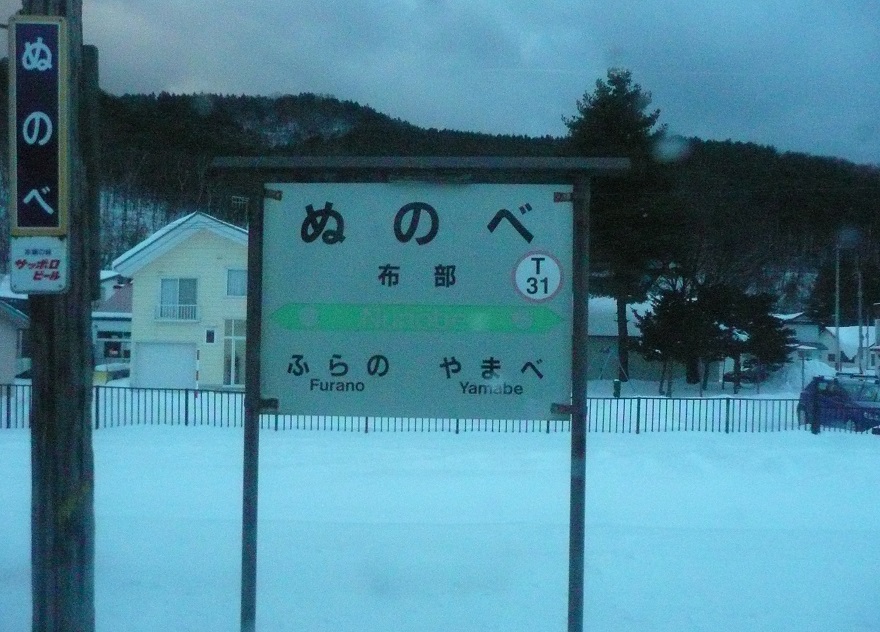 ぬのべ
サッポロ
ビール
ぬのべ
布部
T
31
ふらの やまべ
Furano Yamabe